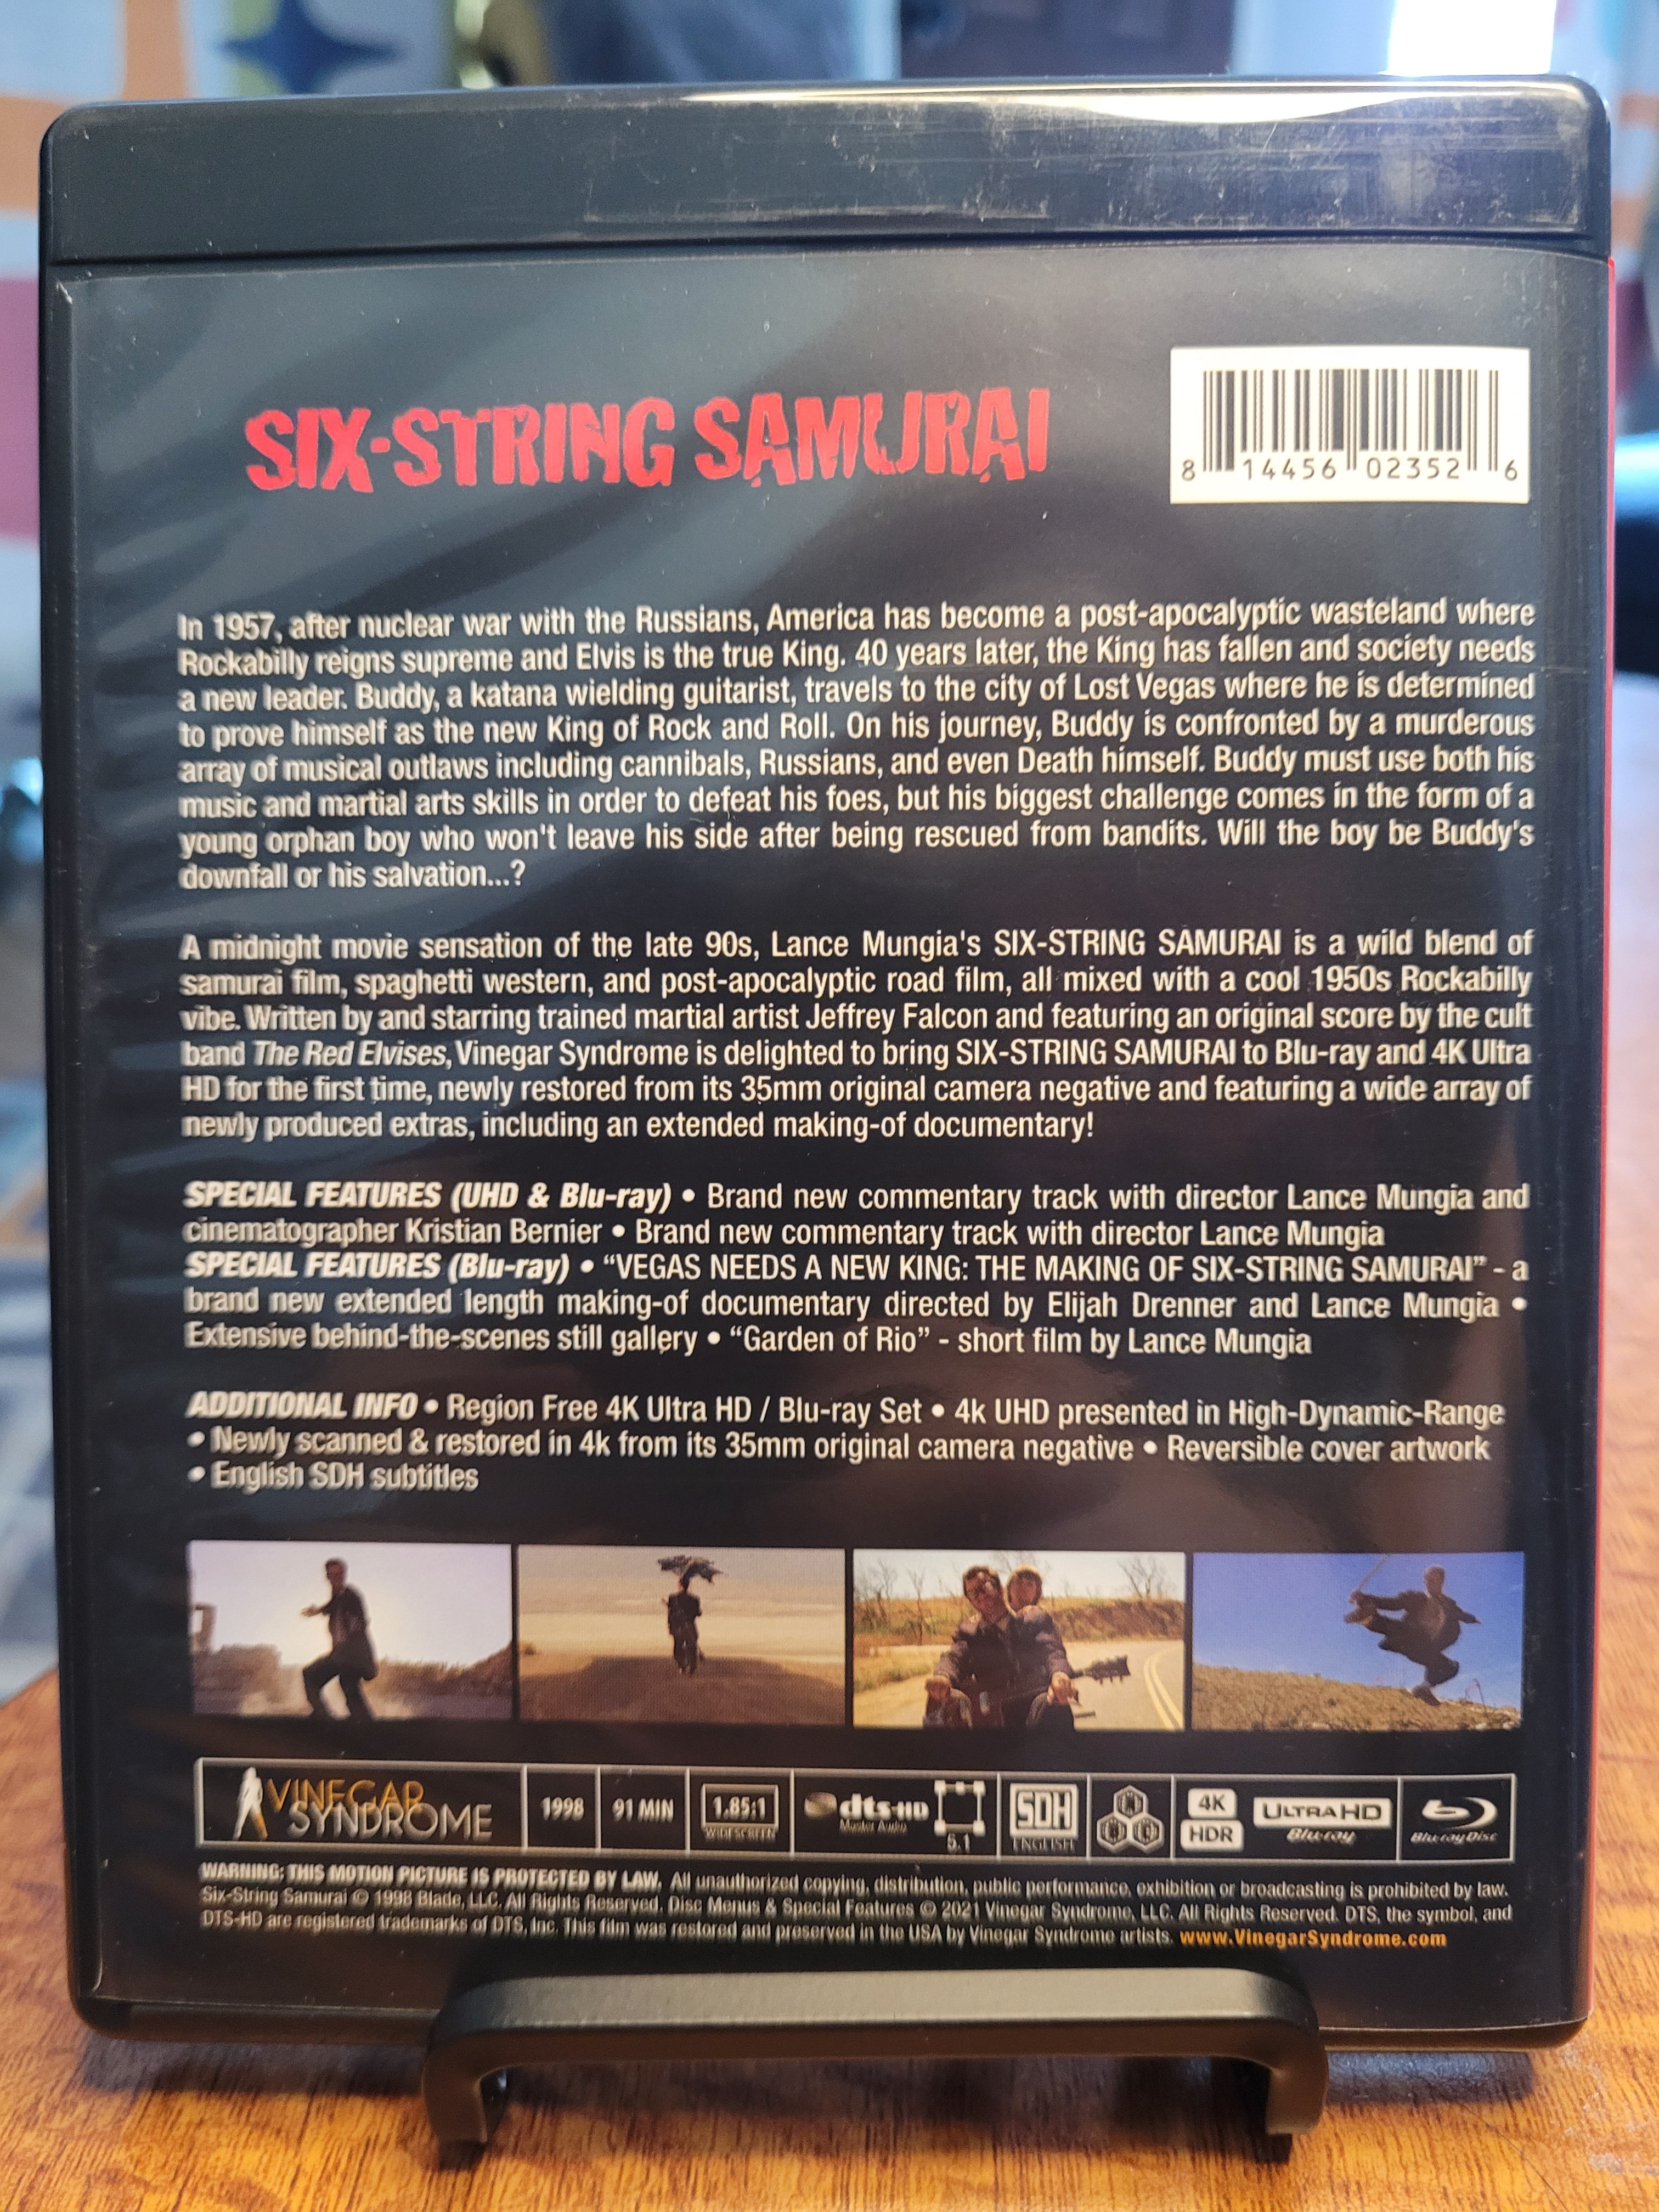 SIX-STRING SAMURAI
8 14456 02352 6
In 1957, after nuclear war with the Russians, America has become a post-apocalyptic wasteland where
Rockabilly reigns supreme and Elvis is the true King. 40 years later, the King has fallen and society needs
a new leader. Buddy, a katana wielding guitarist, travels to the city of Lost Vegas where he is determined
to prove himself as the new King of Rock and Roll. On his journey, Buddy is confronted by a murderous
array of musical outlaws including cannibals, Russians, and even Death himself. Buddy must use both his
music and martial arts skills in order to defeat his foes, but his biggest challenge comes in the form of a
young orphan boy who won't leave his side after being rescued from bandits. Will the boy be Buddy's
downfall or his salvation...?
A midnight movie sensation of the late 90s, Lance Mungia's SIX-STRING SAMURAI is a wild blend of
samurai film, spaghetti western, and post-apocalyptic road film, all mixed with a cool 1950s Rockabilly
vibe. Written by and starring trained martial artist Jeffrey Falcon and featuring an original score by the cult
band The Red Elvises, Vinegar Syndrome is delighted to bring SIX-STRING SAMURAI to Blu-ray and 4K Ultra
HD for the first time, newly restored from its 35mm original camera negative and featuring a wide array of
newly produced extras, including an extended making-of documentary!
SPECIAL FEATURES (UHD & Blu-ray) • Brand new commentary track with director Lance Mungia and
cinematographer Kristian Bernier • Brand new commentary track with director Lance Mungia
SPECIAL FEATURES (Blu-ray) • “VEGAS NEEDS A NEW KING: THE MAKING OF SIX-STRING SAMURAI” - a
brand new extended length making-of documentary directed by Elijah Drenner and Lance Mungia •
Extensive behind-the-scenes still gallery • “Garden of Rio” - short film by Lance Mungia
ADDITIONAL INFO • Region Free 4K Ultra HD / Blu-ray Set • 4k UHD presented in High-Dynamic-Range
• Newly scanned & restored in 4k from its 35mm original camera negative • Reversible cover artwork
• English SDH subtitles
VINEGAR
SYNDROME
1998
91 MIN
1.85:1
WIDESCREEN
dts-HD
Master Audio
5.1
SDH
ENGLISH
4K
HDR
ULTRA HD
Blu-ray
Blu-ray Disc
WARNING: THIS MOTION PICTURE IS PROTECTED BY LAW. All unauthorized copying, distribution, public performance, exhibition or broadcasting is prohibited by law.
Six-String Samurai © 1998 Blade, LLC. All Rights Reserved. Disc Menus & Special Features © 2021 Vinegar Syndrome, LLC. All Rights Reserved. DTS, the symbol, and
DTS-HD are registered trademarks of DTS, Inc. This film was restored and preserved in the USA by Vinegar Syndrome artists. www.VinegarSyndrome.com